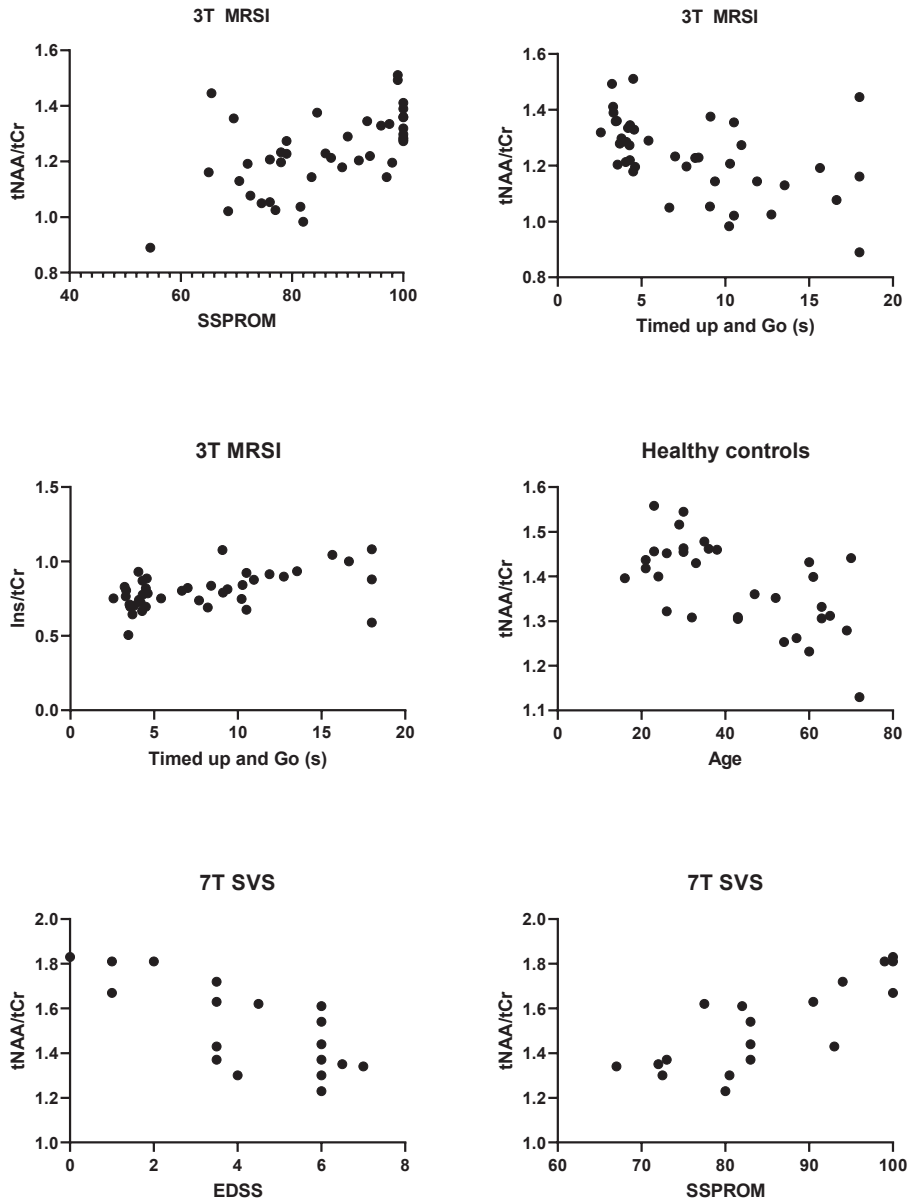 3T MRSI
1.6
1.4
1.2
1.0
0.8
tNAA/tCr
40 60 80 100
SSPROM
3T MRSI
1.6
1.4
1.2
1.0
0.8
tNAA/tCr
0 5 10 15 20
Timed up and Go (s)
3T MRSI
1.5
1.0
0.5
0.0
Ins/tCr
0 5 10 15 20
Timed up and Go (s)
Healthy controls
1.6
1.5
1.4
1.3
1.2
1.1
tNAA/tCr
0 20 40 60 80
Age
7T SVS
2.0
1.8
1.6
1.4
1.2
1.0
tNAA/tCr
0 2 4 6 8
EDSS
7T SVS
2.0
1.8
1.6
1.4
1.2
1.0
tNAA/tCr
60 70 80 90 100
SSPROM